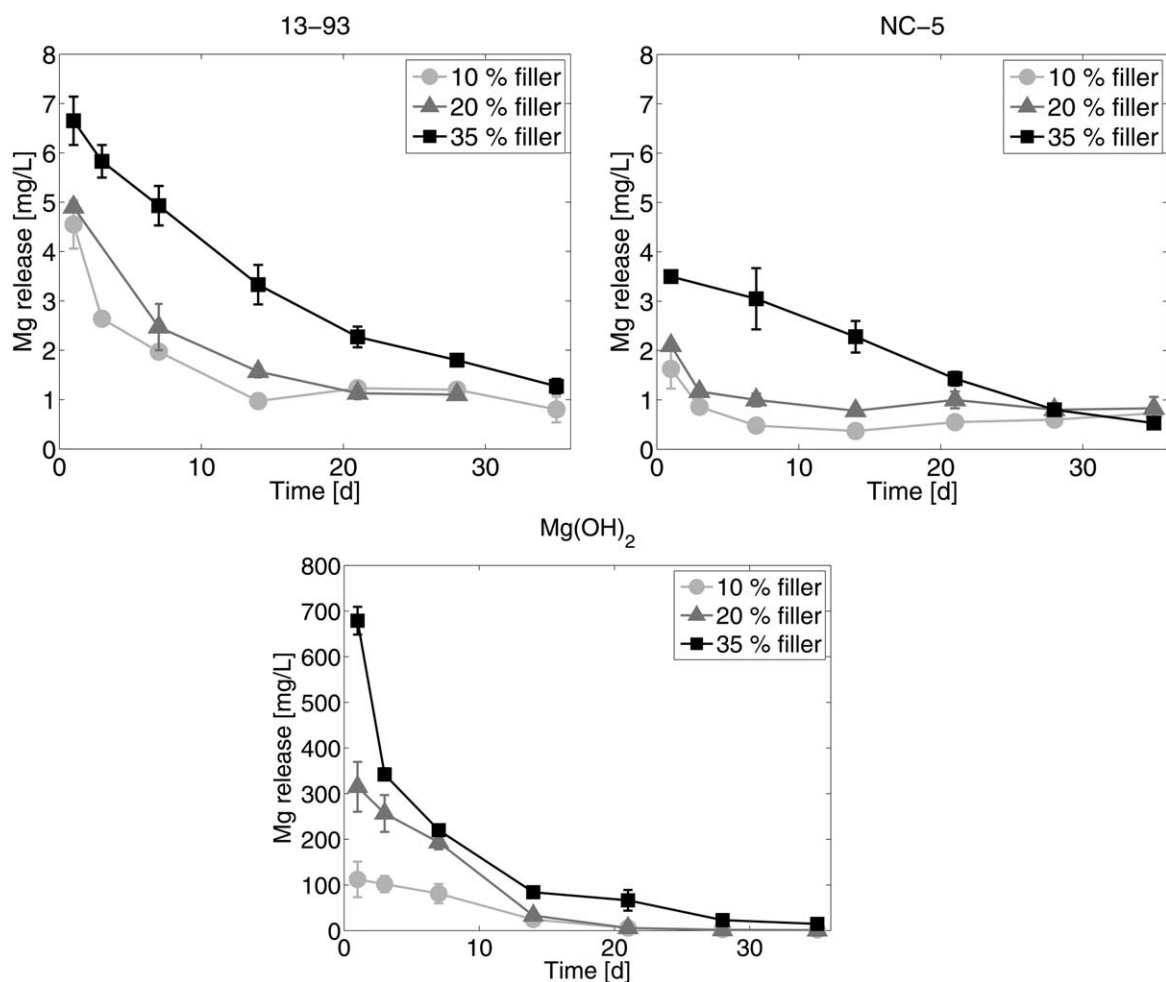 13–93
8
7
6
5
4
3
2
1
0
Mg release [mg/L]
10 % filler
20 % filler
35 % filler
0 10 20 30
Time [d]
NC–5
8
7
6
5
4
3
2
1
0
Mg release [mg/L]
10 % filler
20 % filler
35 % filler
0 10 20 30
Time [d]
Mg(OH)₂
800
700
600
500
400
300
200
100
0
Mg release [mg/L]
10 % filler
20 % filler
35 % filler
0 10 20 30
Time [d]